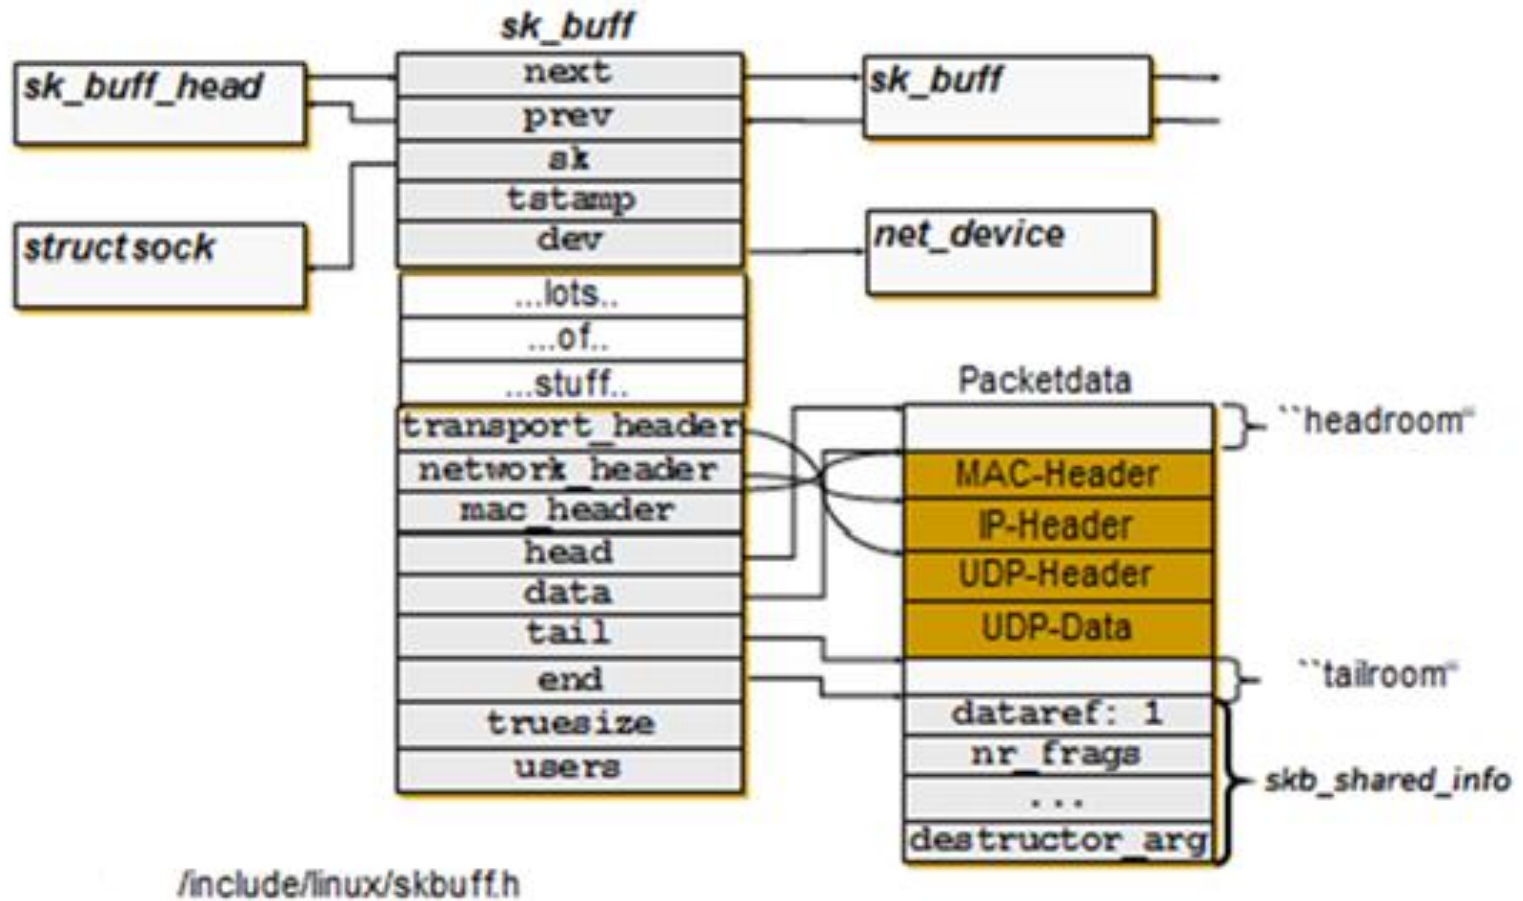 sk_buff
sk_buff_head
next
sk_buff
prev
sk
tstamp
structsock
dev
net_device
...lots..
...of..
...stuff..
Packetdata
transport_header
``headroom“
network_header
MAC-Header
mac_header
IP-Header
head
UDP-Header
data
UDP-Data
tail
``tailroom“
end
dataref: 1
truesize
nr_frags
users
skb_shared_info
...
destructor_arg
/include/linux/skbuff.h